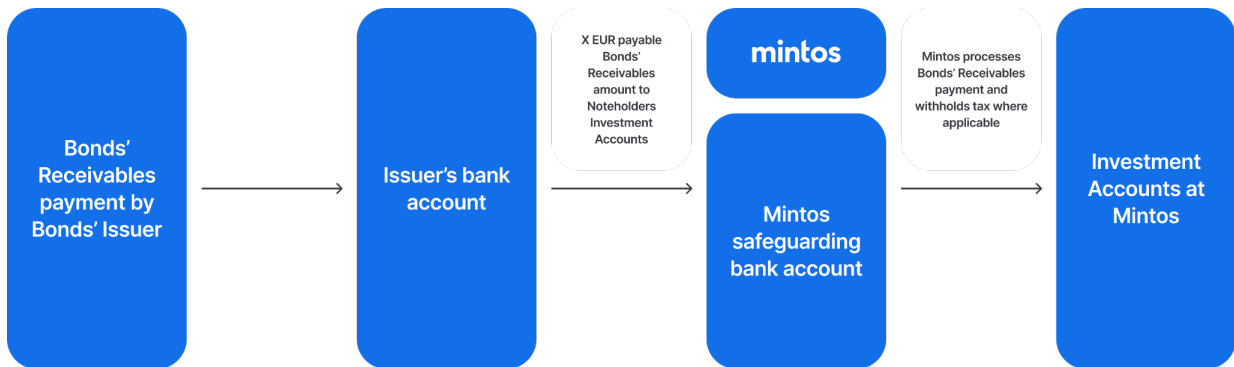 Bonds’
Receivables
payment by
Bonds’ Issuer
Issuer’s bank
account
X EUR payable
Bonds’
Receivables
amount to
Noteholders
Investment
Accounts
mintos
Mintos
safeguarding
bank account
Mintos processes
Bonds’ Receivables
payment and
withholds tax where
applicable
Investment
Accounts at
Mintos